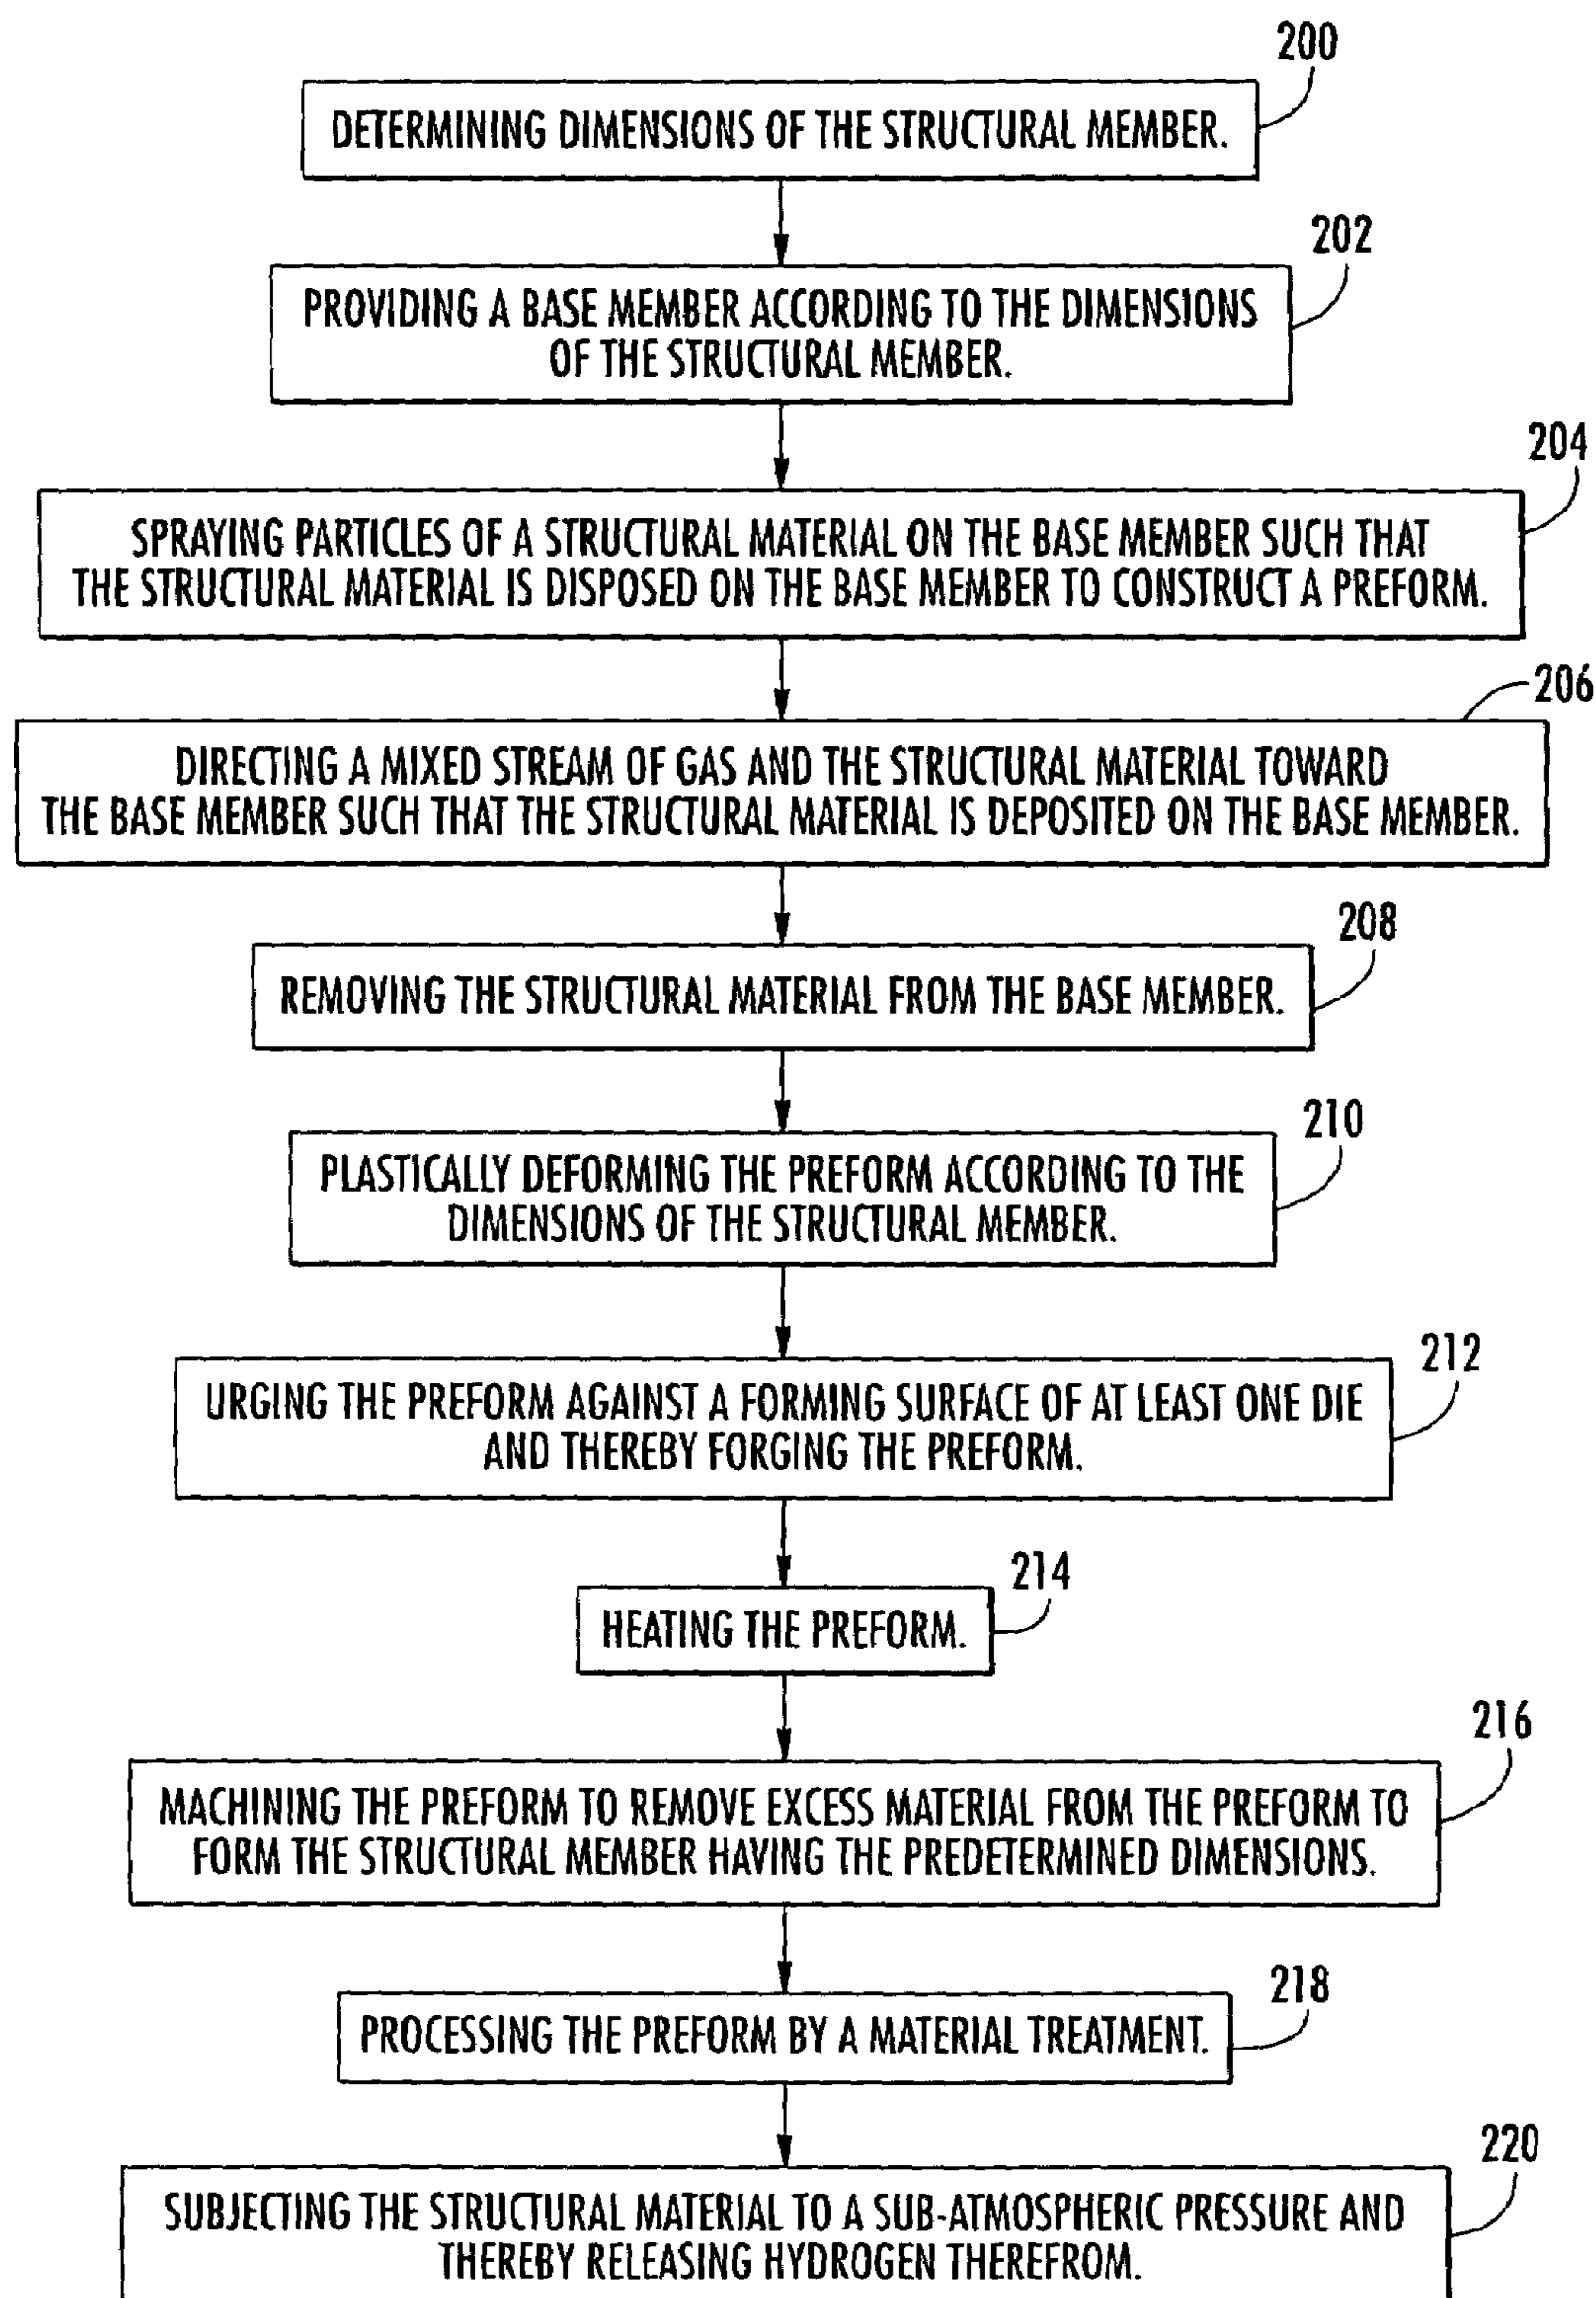 200
DETERMINING DIMENSIONS OF THE STRUCTURAL MEMBER.
202
PROVIDING A BASE MEMBER ACCORDING TO THE DIMENSIONS
OF THE STRUCTURAL MEMBER.
204
SPRAYING PARTICLES OF A STRUCTURAL MATERIAL ON THE BASE MEMBER SUCH THAT
THE STRUCTURAL MATERIAL IS DISPOSED ON THE BASE MEMBER TO CONSTRUCT A PREFORM.
206
DIRECTING A MIXED STREAM OF GAS AND THE STRUCTURAL MATERIAL TOWARD
THE BASE MEMBER SUCH THAT THE STRUCTURAL MATERIAL IS DEPOSITED ON THE BASE MEMBER.
208
REMOVING THE STRUCTURAL MATERIAL FROM THE BASE MEMBER.
210
PLASTICALLY DEFORMING THE PREFORM ACCORDING TO THE
DIMENSIONS OF THE STRUCTURAL MEMBER.
212
URGING THE PREFORM AGAINST A FORMING SURFACE OF AT LEAST ONE DIE
AND THEREBY FORGING THE PREFORM.
214
HEATING THE PREFORM.
216
MACHINING THE PREFORM TO REMOVE EXCESS MATERIAL FROM THE PREFORM TO
FORM THE STRUCTURAL MEMBER HAVING THE PREDETERMINED DIMENSIONS.
218
PROCESSING THE PREFORM BY A MATERIAL TREATMENT.
220
SUBJECTING THE STRUCTURAL MATERIAL TO A SUB-ATMOSPHERIC PRESSURE AND
THEREBY RELEASING HYDROGEN THEREFROM.